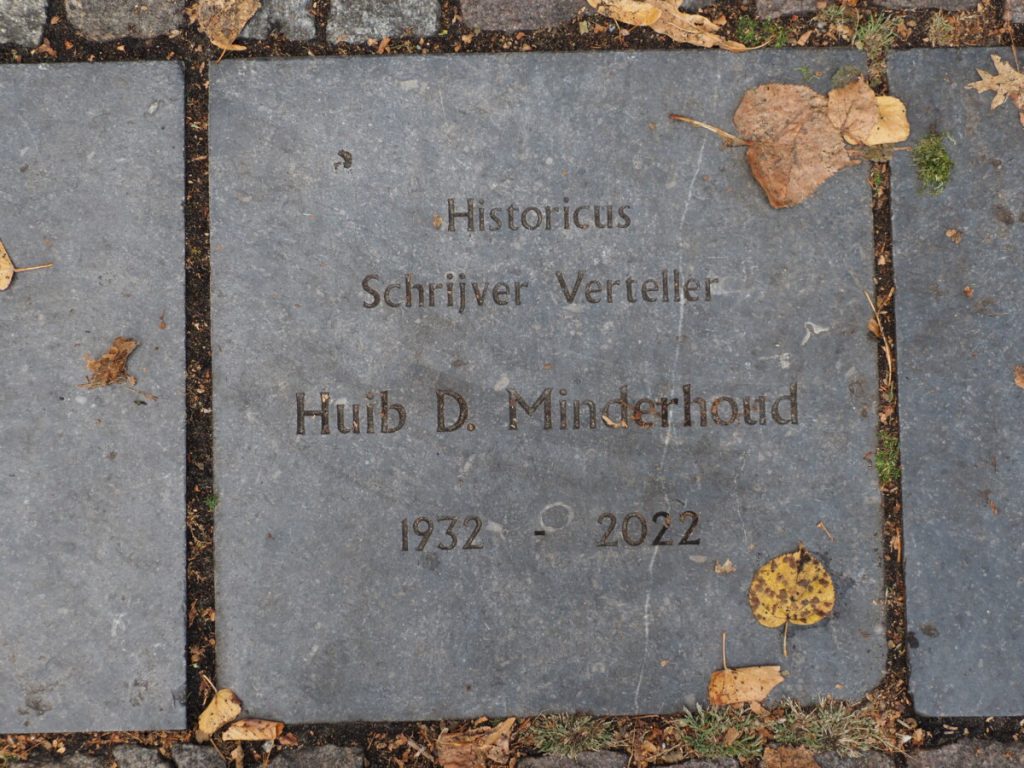 Historicus
Schrijver Verteller
Huib D. Minderhoud
1932 - 2022